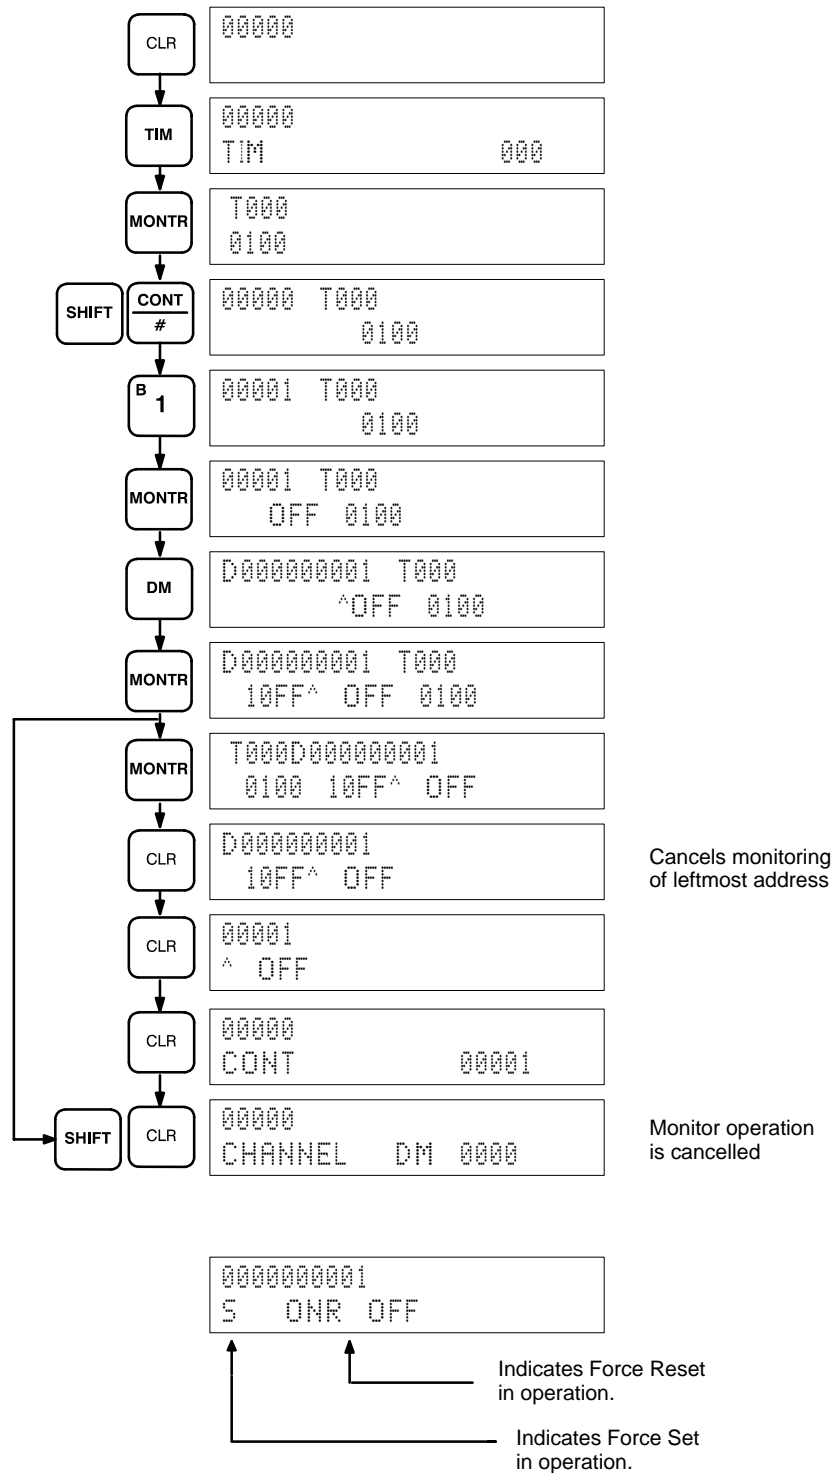 CLR
00000
TIM
00000
TIM 000
MONTR
T000
0100
SHIFT CONT
#
00000 T000
0100
B
1
00001 T000
0100
MONTR
00001 T000
OFF 0100
DM
D000000001 T000
^OFF 0100
MONTR
D000000001 T000
10FF^ OFF 0100
MONTR
T000D000000001
0100 10FF^ OFF
CLR
D000000001
10FF^ OFF
Cancels monitoring
of leftmost address
CLR
00001
^ OFF
CLR
00000
CONT 00001
SHIFT CLR
00000
CHANNEL DM 0000
Monitor operation
is cancelled
0000000001
S ONR OFF
Indicates Force Reset
in operation.
Indicates Force Set
in operation.